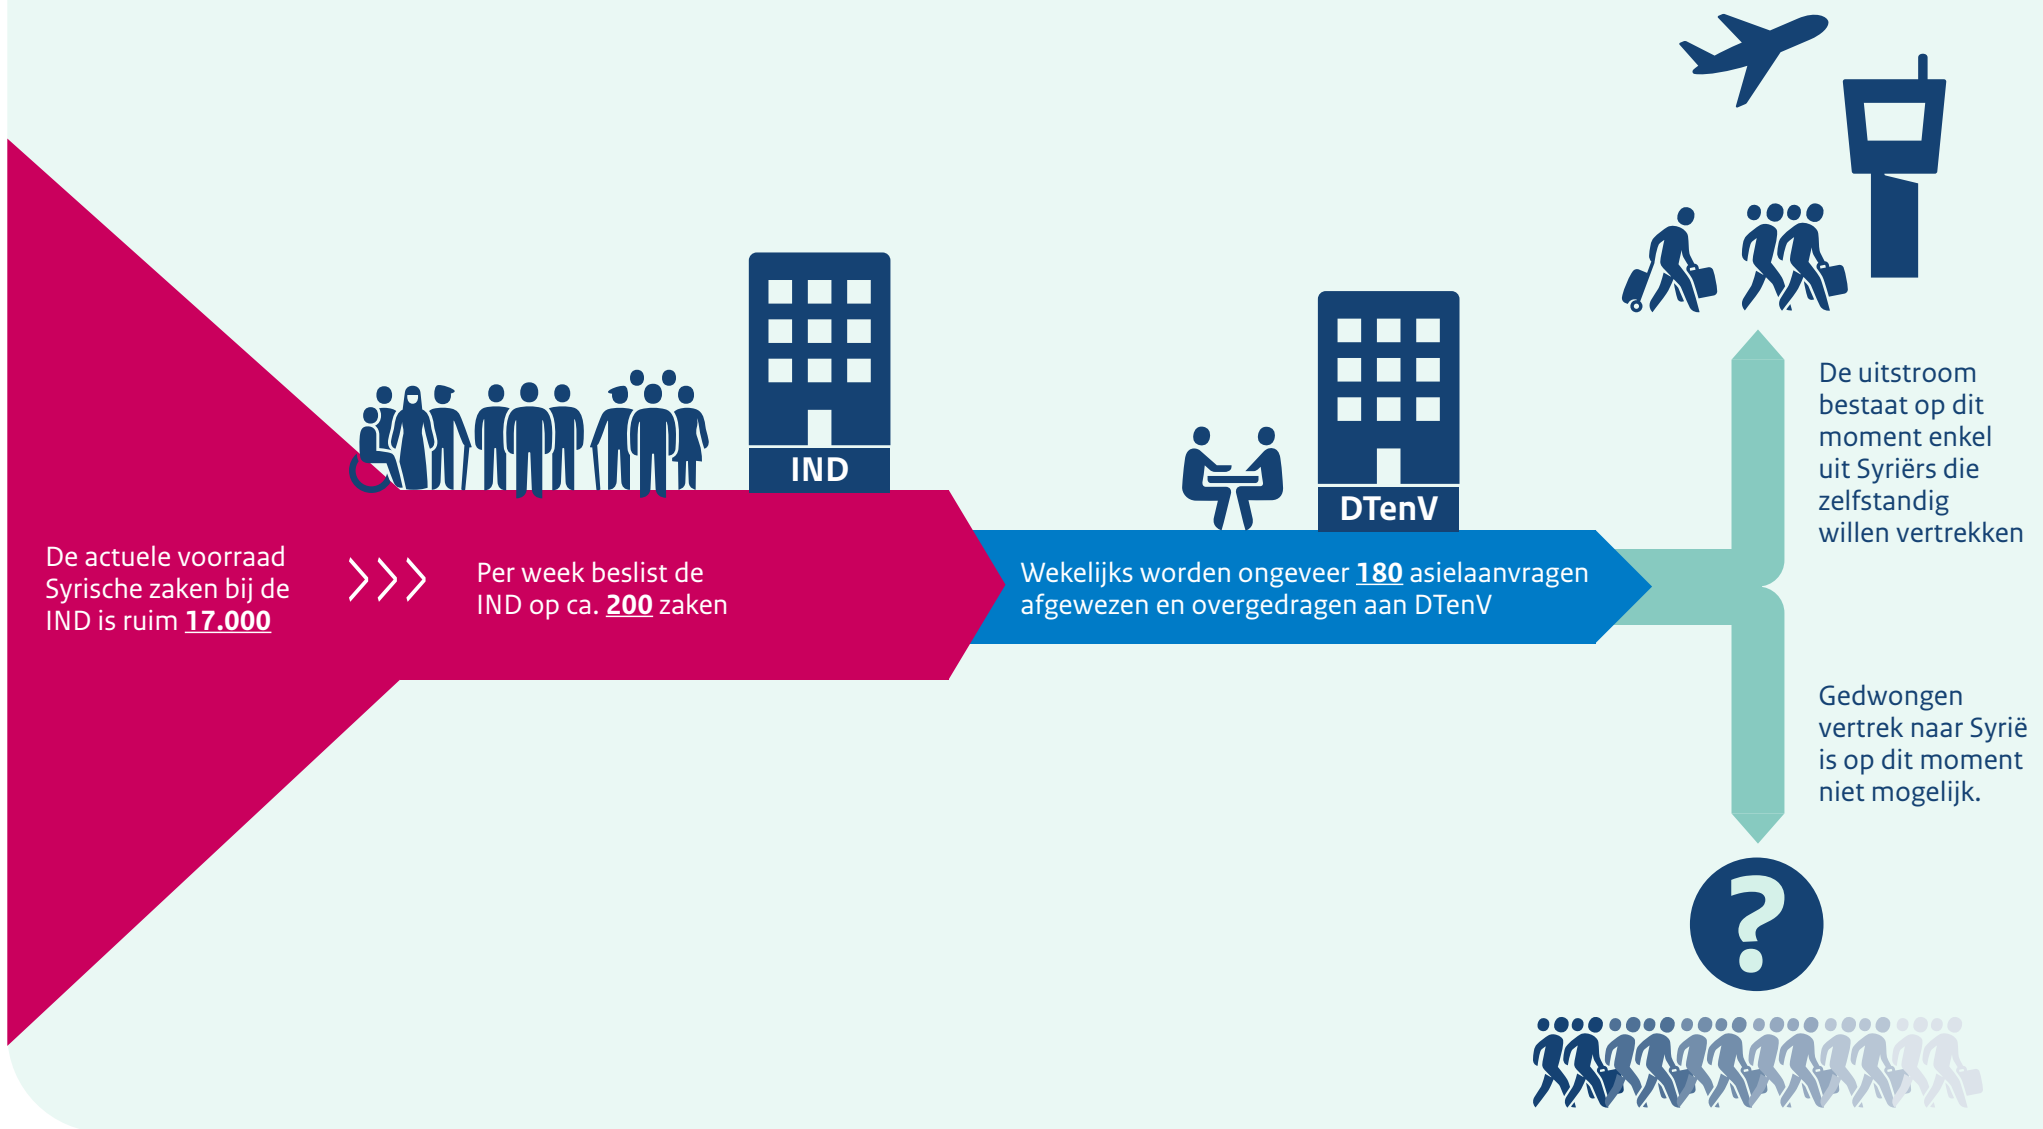 De actuele voorraad
Syrische zaken bij de
IND is ruim 17.000
Per week beslist de
IND op ca. 200 zaken
IND
Wekelijks worden ongeveer 180 asielaanvragen
afgewezen en overgedragen aan DTenV
DTenV
De uitstroom
bestaat op dit
moment enkel
uit Syriërs die
zelfstandig
willen vertrekken
Gedwongen
vertrek naar Syrië
is op dit moment
niet mogelijk.
?